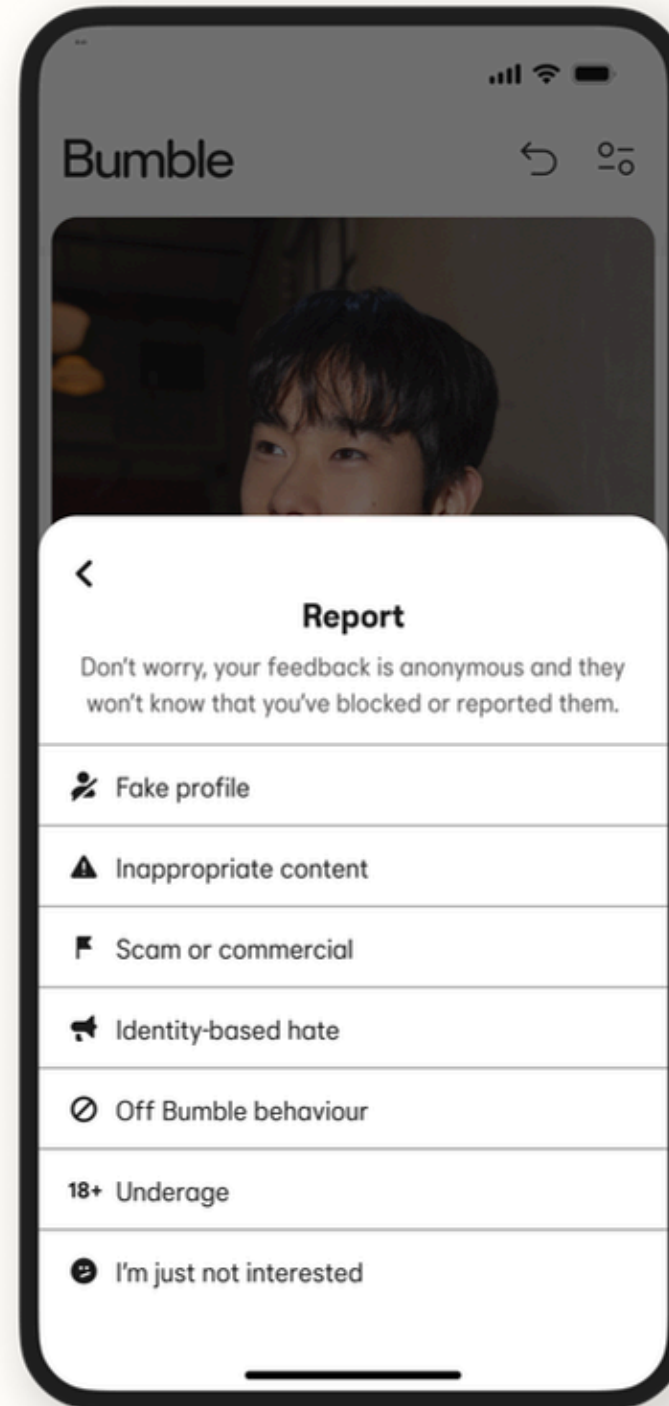 Bumble
Report
Don't worry, your feedback is anonymous and they
won't know that you've blocked or reported them.
Fake profile
Inappropriate content
Scam or commercial
Identity-based hate
Off Bumble behaviour
18+ Underage
I'm just not interested